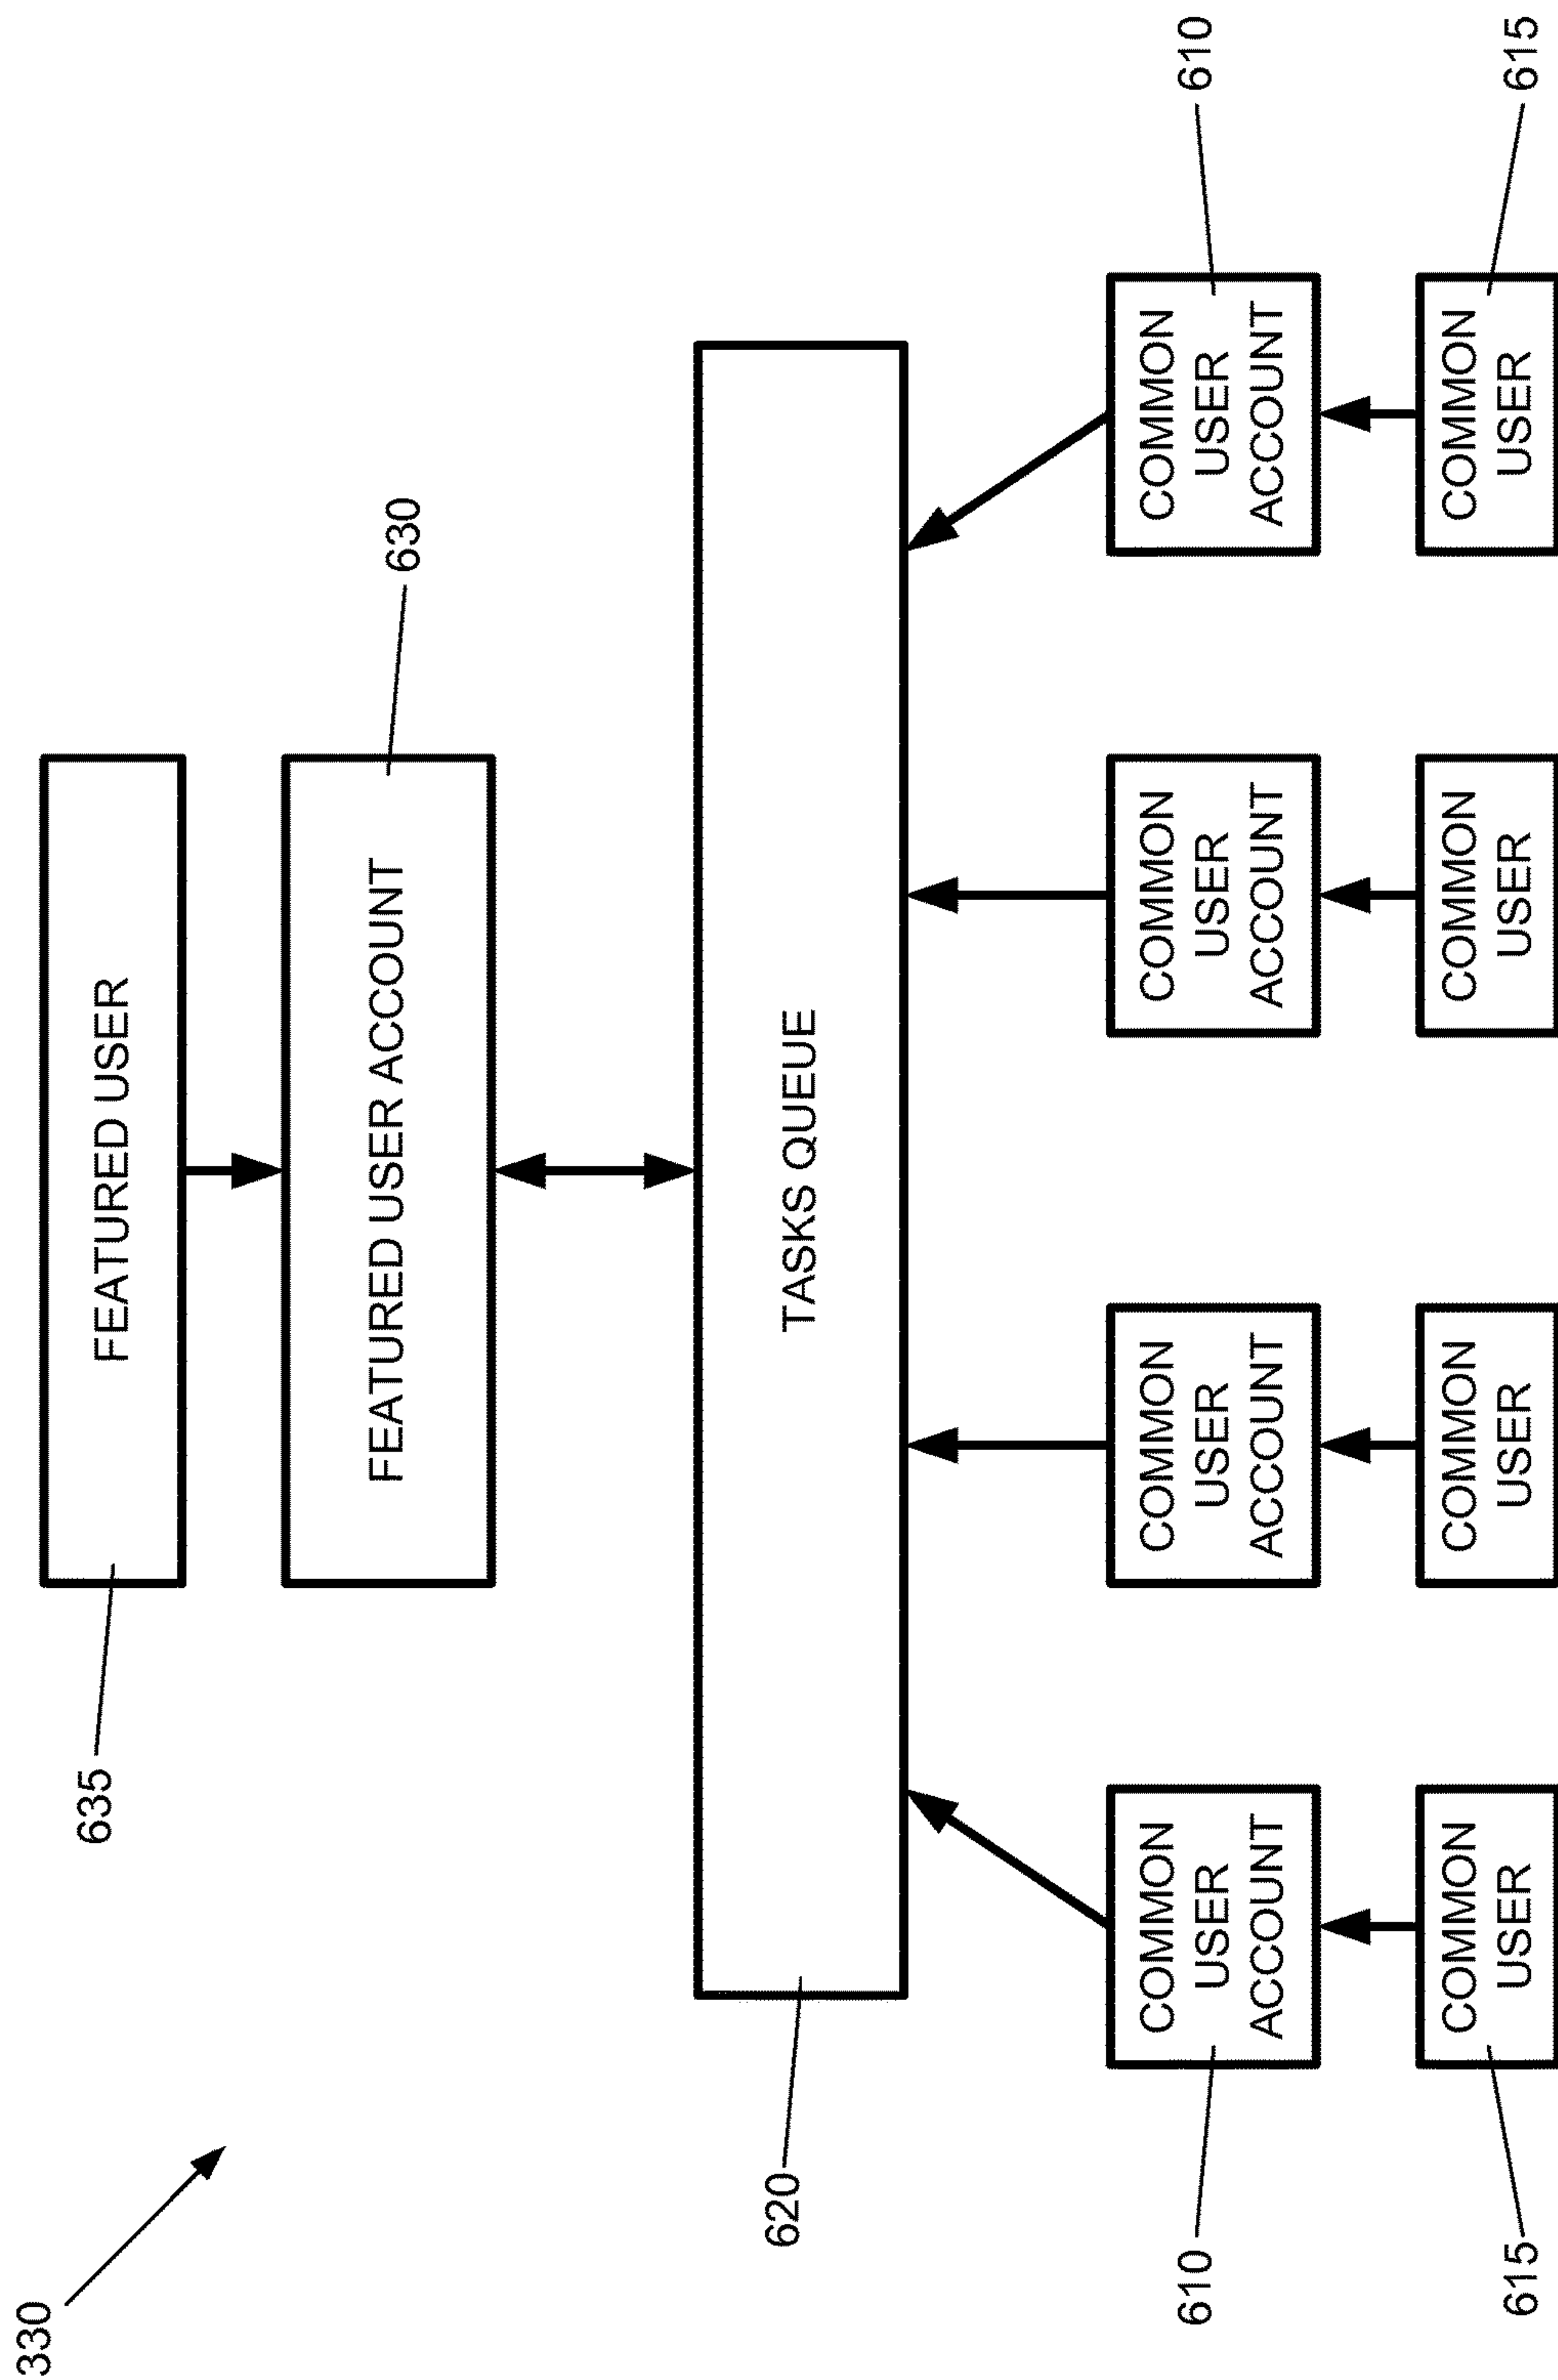 330
635
FEATURED USER
FEATURED USER ACCOUNT
630
620
TASKS QUEUE
610
COMMON
USER
ACCOUNT
COMMON
USER
ACCOUNT
COMMON
USER
ACCOUNT
COMMON
USER
ACCOUNT
610
615
COMMON
USER
COMMON
USER
COMMON
USER
COMMON
USER
615